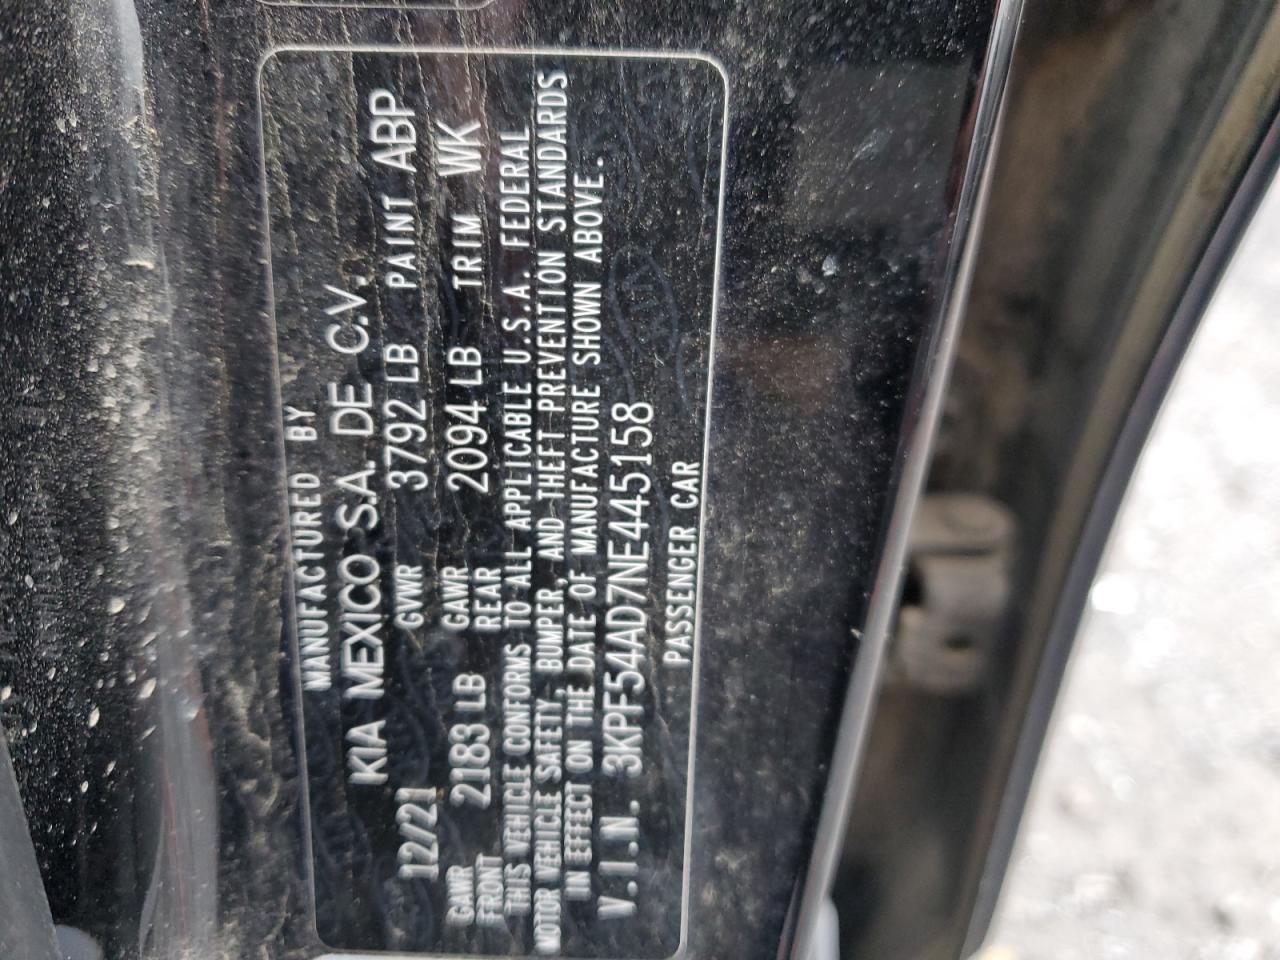 MANUFACTURED BY
KIA MEXICO S.A. DE C.V.
12/21 GVWR 3792 LB PAINT ABP
GAWR FRONT 2183 LB GAWR REAR 2094 LB TRIM WK
THIS VEHICLE CONFORMS TO ALL APPLICABLE U.S.A. FEDERAL
MOTOR VEHICLE SAFETY, BUMPER, AND THEFT PREVENTION STANDARDS
IN EFFECT ON THE DATE OF MANUFACTURE SHOWN ABOVE.
V.I.N. 3KPF54AD7NE445158
PASSENGER CAR